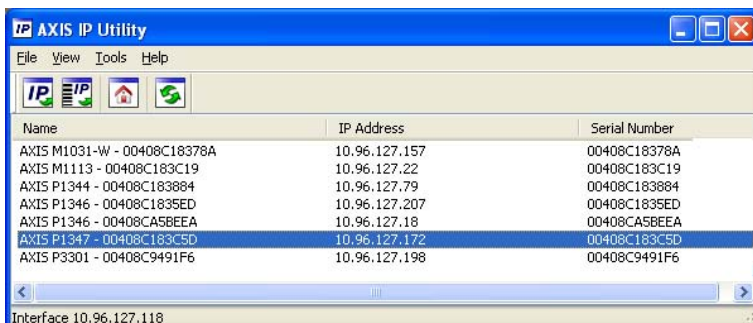 IP AXIS IP Utility
File View Tools Help
IP IP
Name IP Address Serial Number
AXIS M1031-W - 00408C18378A 10.96.127.157 00408C18378A
AXIS M1113 - 00408C183C19 10.96.127.22 00408C183C19
AXIS P1344 - 00408C183884 10.96.127.79 00408C183884
AXIS P1346 - 00408C1835ED 10.96.127.207 00408C1835ED
AXIS P1346 - 00408CA5BEEA 10.96.127.18 00408CA5BEEA
AXIS P1347 - 00408C183C5D 10.96.127.172 00408C183C5D
AXIS P3301 - 00408C9491F6 10.96.127.198 00408C9491F6
Interface 10.96.127.118